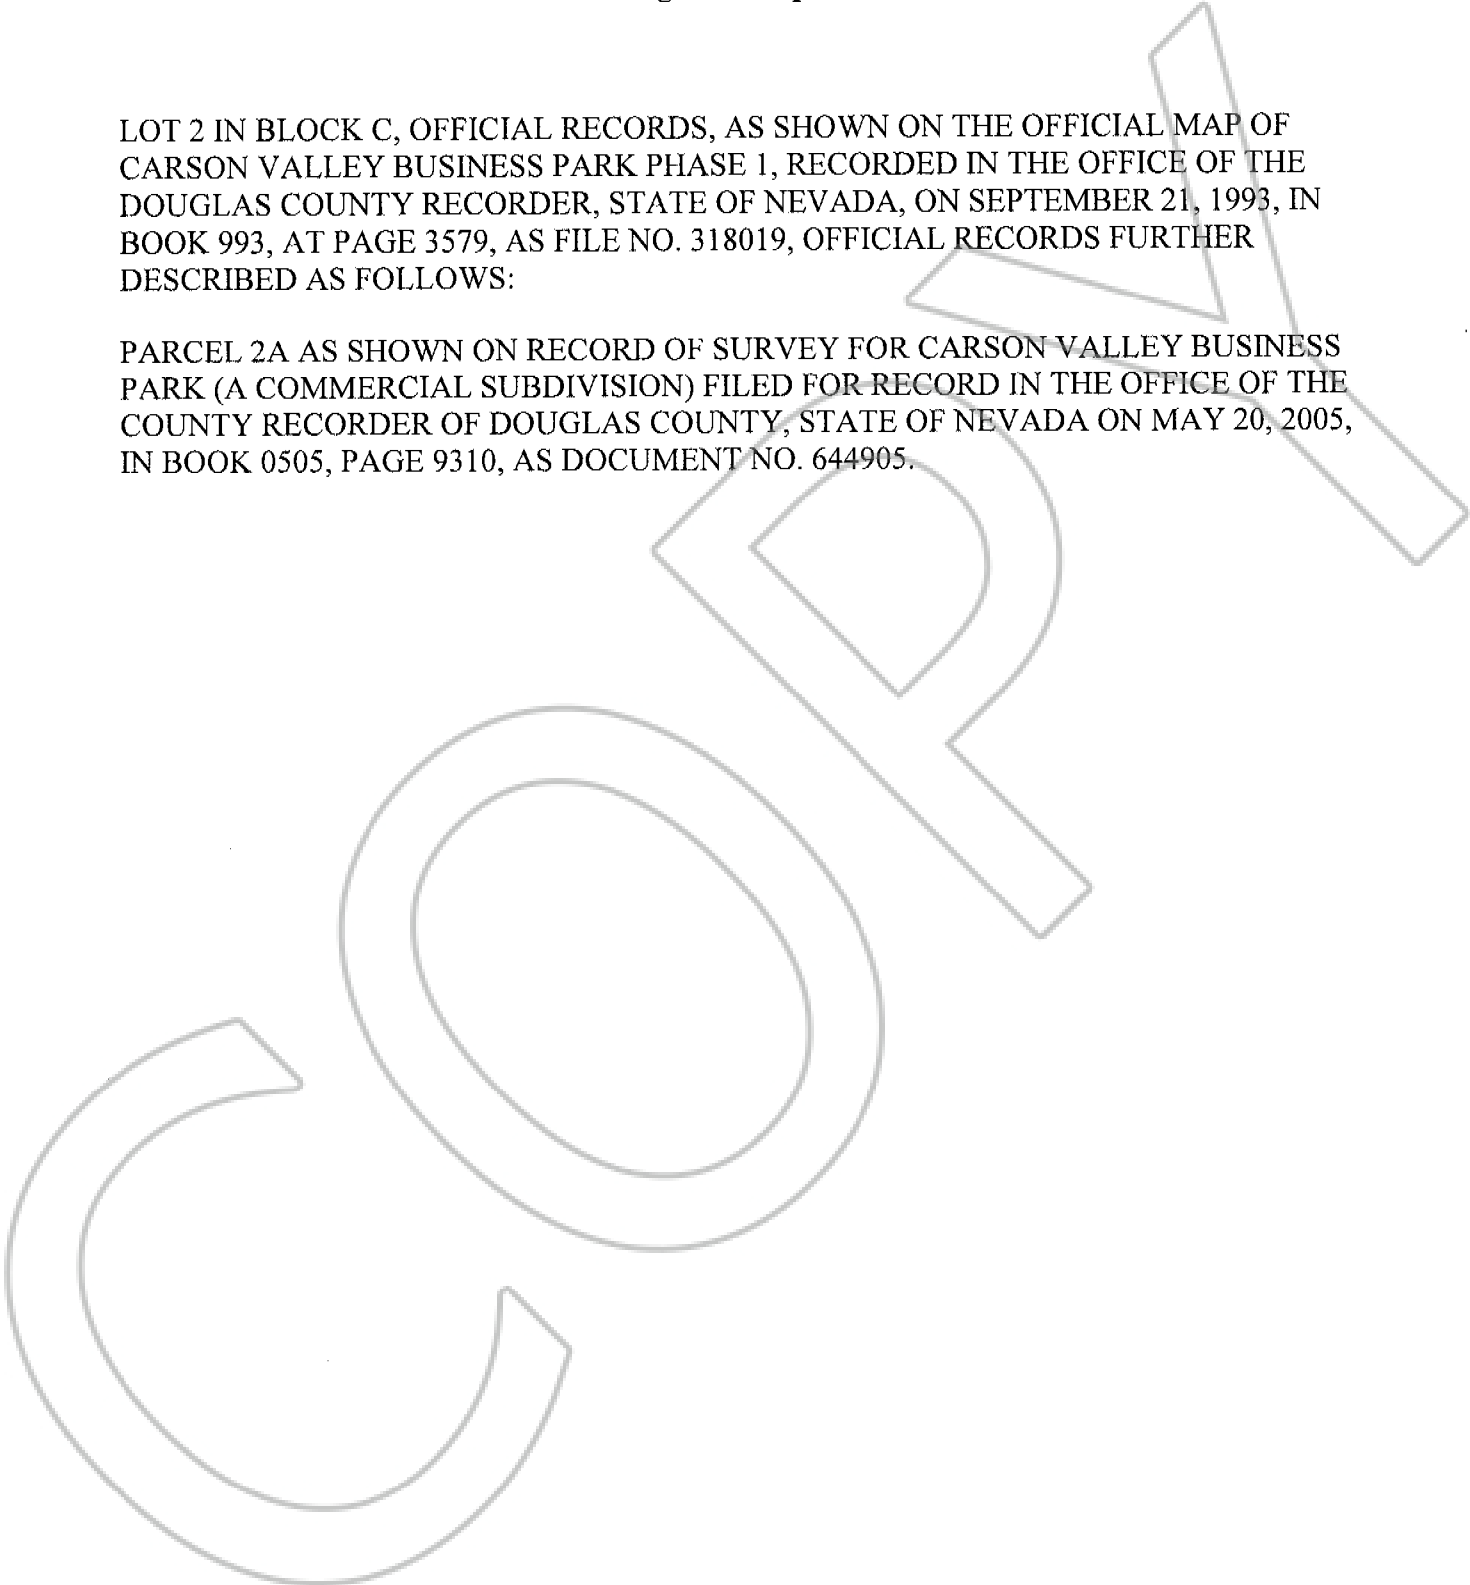 LOT 2 IN BLOCK C, OFFICIAL RECORDS, AS SHOWN ON THE OFFICIAL MAP OF
CARSON VALLEY BUSINESS PARK PHASE 1, RECORDED IN THE OFFICE OF THE
DOUGLAS COUNTY RECORDER, STATE OF NEVADA, ON SEPTEMBER 21, 1993, IN
BOOK 993, AT PAGE 3579, AS FILE NO. 318019, OFFICIAL RECORDS FURTHER
DESCRIBED AS FOLLOWS:
PARCEL 2A AS SHOWN ON RECORD OF SURVEY FOR CARSON VALLEY BUSINESS
PARK (A COMMERCIAL SUBDIVISION) FILED FOR RECORD IN THE OFFICE OF THE
COUNTY RECORDER OF DOUGLAS COUNTY, STATE OF NEVADA ON MAY 20, 2005,
IN BOOK 0505, PAGE 9310, AS DOCUMENT NO. 644905.
COPY